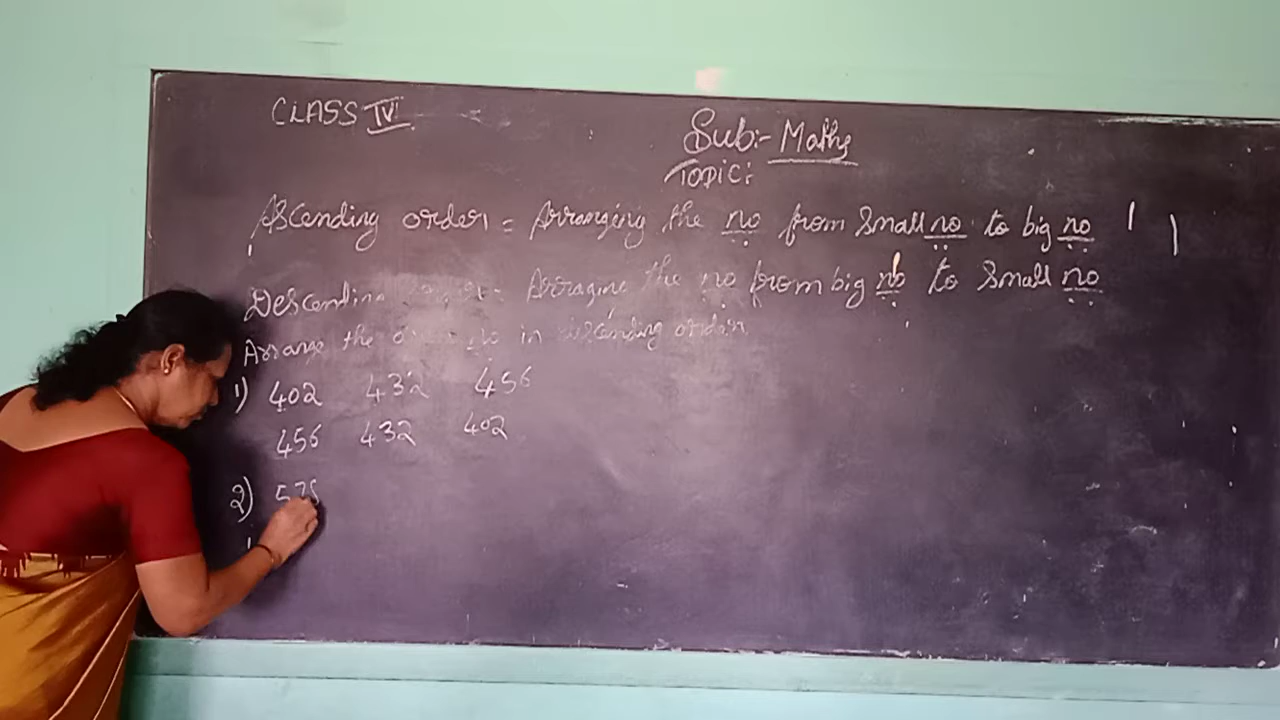 CLASS IV
Sub:- Maths
TOPIC:
Ascending order = Arranging the no from Small no to big no
Descending = Arraging the no from big no to Small no
Arrange the no in descending order
1) 402 432 456
456 432 402
2)